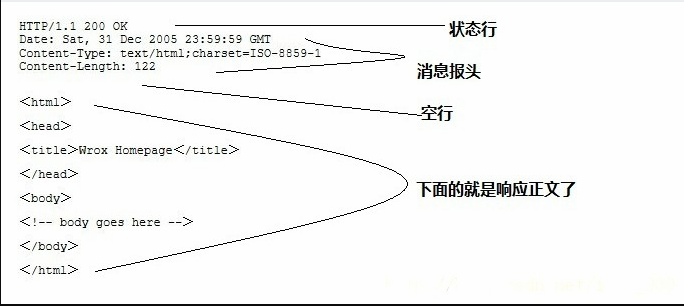 HTTP/1.1 200 OK
状态行
Date: Sat, 31 Dec 2005 23:59:59 GMT
Content-Type: text/html;charset=ISO-8859-1
Content-Length: 122
消息报头
空行
<html>
<head>
<title>Wrox Homepage</title>
</head>
<body>
<!-- body goes here -->
</body>
</html>
下面的就是响应正文了